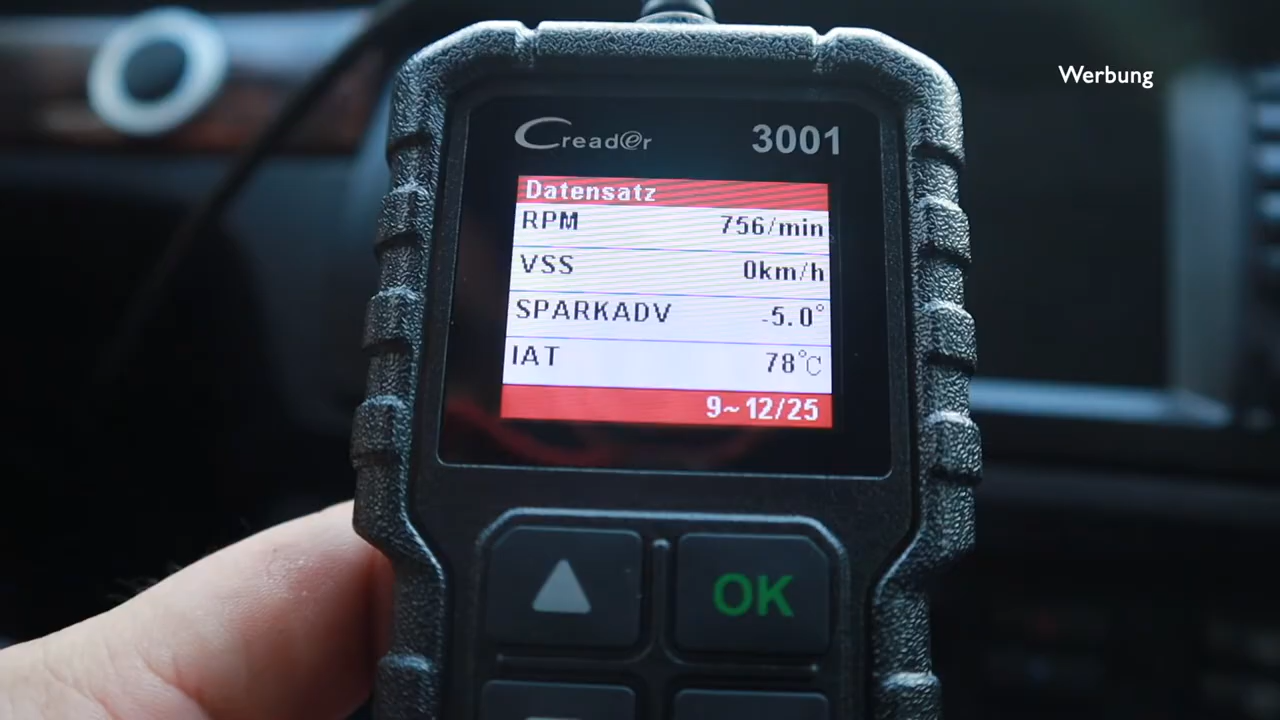 Werbung
Creader 3001
Datensatz
RPM 756/min
VSS 0km/h
SPARKADV -5.0°
IAT 78°C
9~12/25
OK